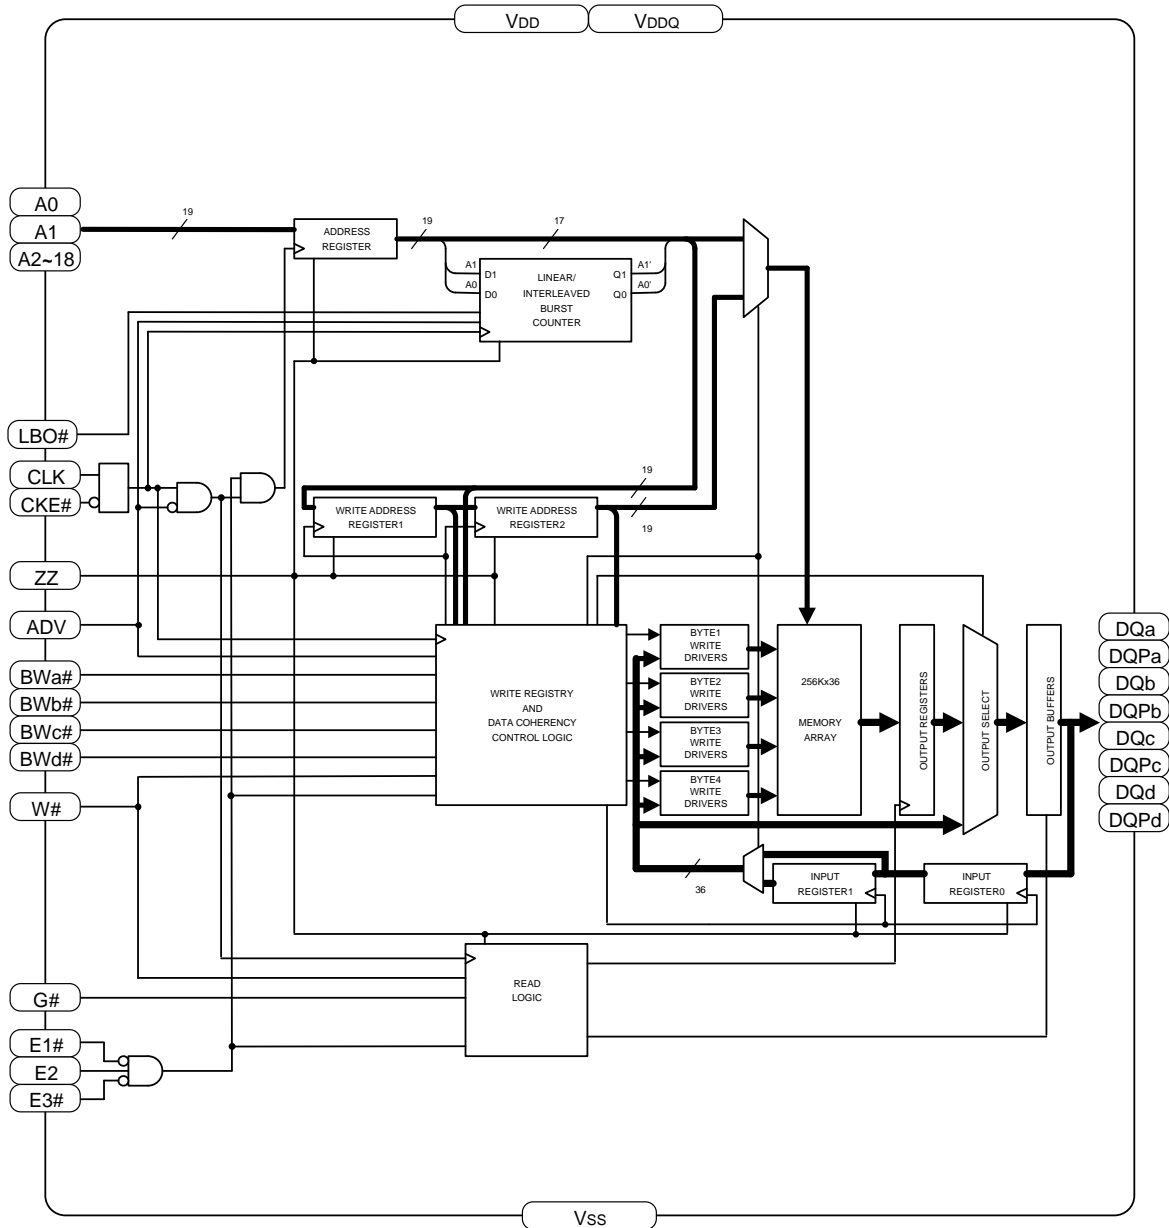 VDD
VDDQ
A0
A1
A2~18
19
ADDRESS
REGISTER
19
17
A1
A0
D1
D0
LINEAR/
INTERLEAVED
BURST
COUNTER
Q1
Q0
A1'
A0'
LBO#
CLK
CKE#
19
19
WRITE ADDRESS
REGISTER1
WRITE ADDRESS
REGISTER2
ZZ
ADV
BWa#
BWb#
BWc#
BWd#
W#
WRITE REGISTRY
AND
DATA COHERENCY
CONTROL LOGIC
BYTE1
WRITE
DRIVERS
BYTE2
WRITE
DRIVERS
BYTE3
WRITE
DRIVERS
BYTE4
WRITE
DRIVERS
256Kx36
MEMORY
ARRAY
OUTPUT REGISTERS
OUTPUT SELECT
OUTPUT BUFFERS
DQa
DQPa
DQb
DQPb
DQc
DQPc
DQd
DQPd
36
INPUT
REGISTER1
INPUT
REGISTER0
READ
LOGIC
G#
E1#
E2
E3#
VSS